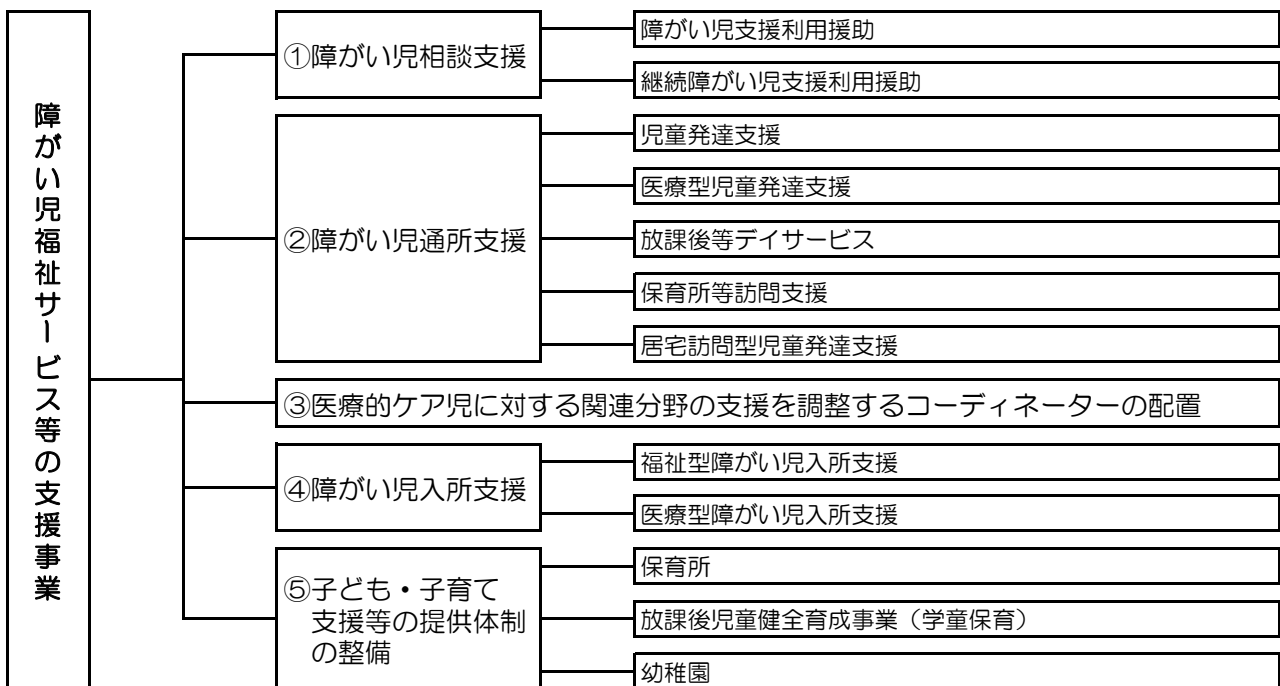 障がい児福祉サービス等の支援事業
①障がい児相談支援
障がい児支援利用援助
継続障がい児支援利用援助
②障がい児通所支援
児童発達支援
医療型児童発達支援
放課後等デイサービス
保育所等訪問支援
居宅訪問型児童発達支援
③医療的ケア児に対する関連分野の支援を調整するコーディネーターの配置
④障がい児入所支援
福祉型障がい児入所支援
医療型障がい児入所支援
⑤子ども・子育て
支援等の提供体制
の整備
保育所
放課後児童健全育成事業（学童保育）
幼稚園